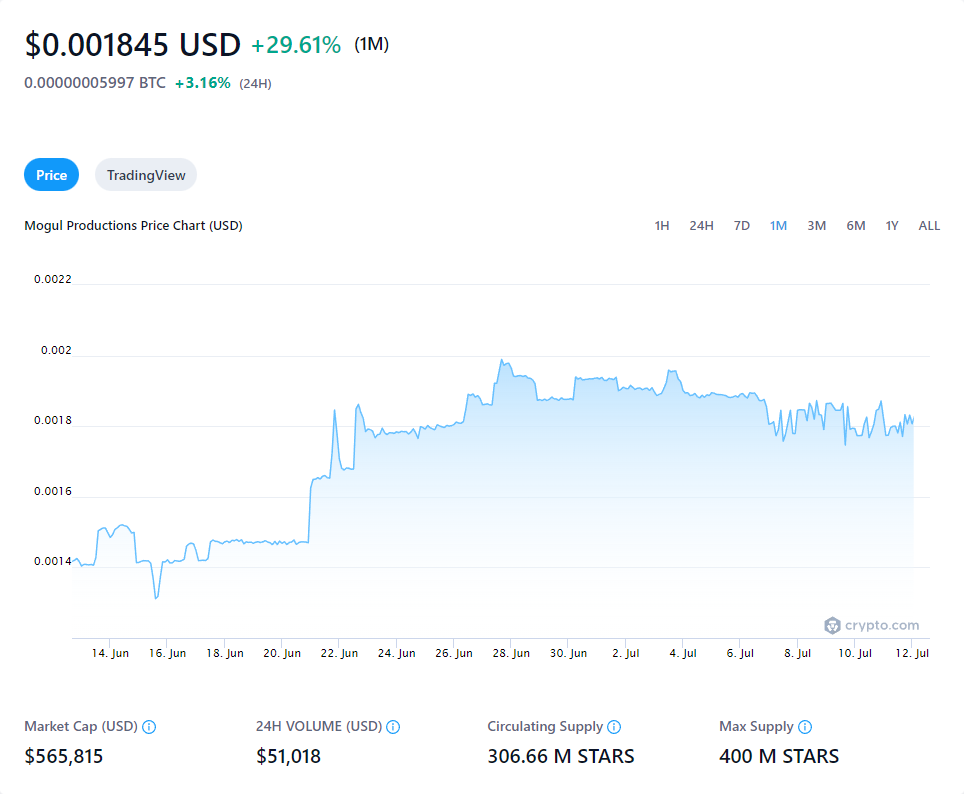 $0.001845 USD +29.61% (1M)
0.00000005997 BTC +3.16% (24H)
Price TradingView
Mogul Productions Price Chart (USD) 1H 24H 7D 1M 3M 6M 1Y ALL
0.0022
0.002
0.0018
0.0016
0.0014
crypto.com
14. Jun 16. Jun 18. Jun 20. Jun 22. Jun 24. Jun 26. Jun 28. Jun 30. Jun 2. Jul 4. Jul 6. Jul 8. Jul 10. Jul 12. Jul
Market Cap (USD) 24H VOLUME (USD) Circulating Supply Max Supply
$565,815 $51,018 306.66 M STARS 400 M STARS